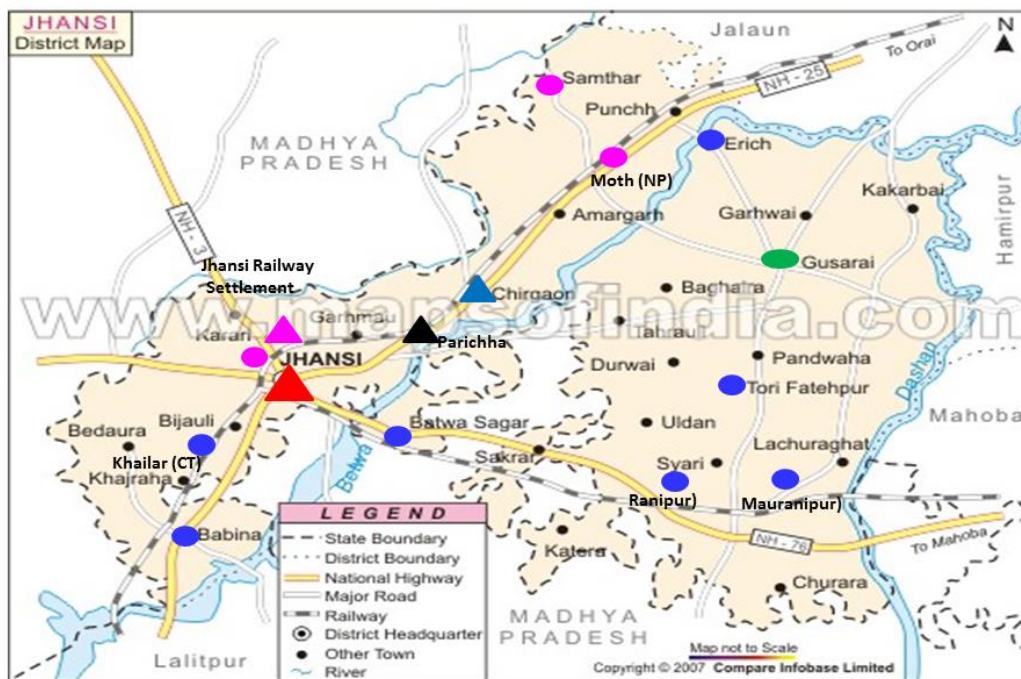 JHANSI
District Map
Jalaun
To Orai
N
Samthar
NH - 25
Punchh
MADHYA
PRADESH
Erich
Moth (NP)
Kakarbai
Hamirpur
Amargarh
Garhwai
NH - 3
Gusarai
Jhansi Railway
Settlement
Chirgaon
Baghaira
www.mapsofindia.com
Karari
Garhmau
Parichha
Tahrauli
JHANSI
Durwai
Pandwaha
Dashan
Tori Fatehpur
Mahoba
Bijauli
Batwa Sagar
Uldan
Bedaura
Lachuraghat
Khailar (CT)
Betwa
Sakrar
Syari
Khajraha
Ranipur)
Mauranipur)
LEGEND
Babina
State Boundary
NH - 76
To Mahoba
District Boundary
Katera
National Highway
Churara
Major Road
MADHYA
PRADESH
Railway
District Headquarter
Lalitpur
Other Town
Map not to Scale
River
Copyright © 2007 Compare Infobase Limited